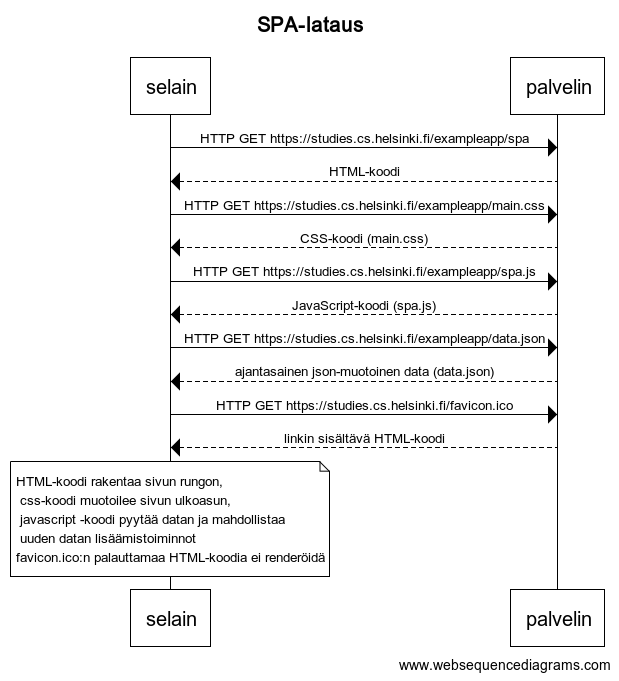 SPA-lataus
selain
palvelin
HTTP GET https://studies.cs.helsinki.fi/exampleapp/spa
HTML-koodi
HTTP GET https://studies.cs.helsinki.fi/exampleapp/main.css
CSS-koodi (main.css)
HTTP GET https://studies.cs.helsinki.fi/exampleapp/spa.js
JavaScript-koodi (spa.js)
HTTP GET https://studies.cs.helsinki.fi/exampleapp/data.json
ajantasainen json-muotoinen data (data.json)
HTTP GET https://studies.cs.helsinki.fi/favicon.ico
linkin sisältävä HTML-koodi
HTML-koodi rakentaa sivun rungon,
css-koodi muotoilee sivun ulkoasun,
javascript -koodi pyytää datan ja mahdollistaa
uuden datan lisäämistoiminnot
favicon.ico:n palauttamaa HTML-koodia ei renderöidä
selain
palvelin
www.websequencediagrams.com